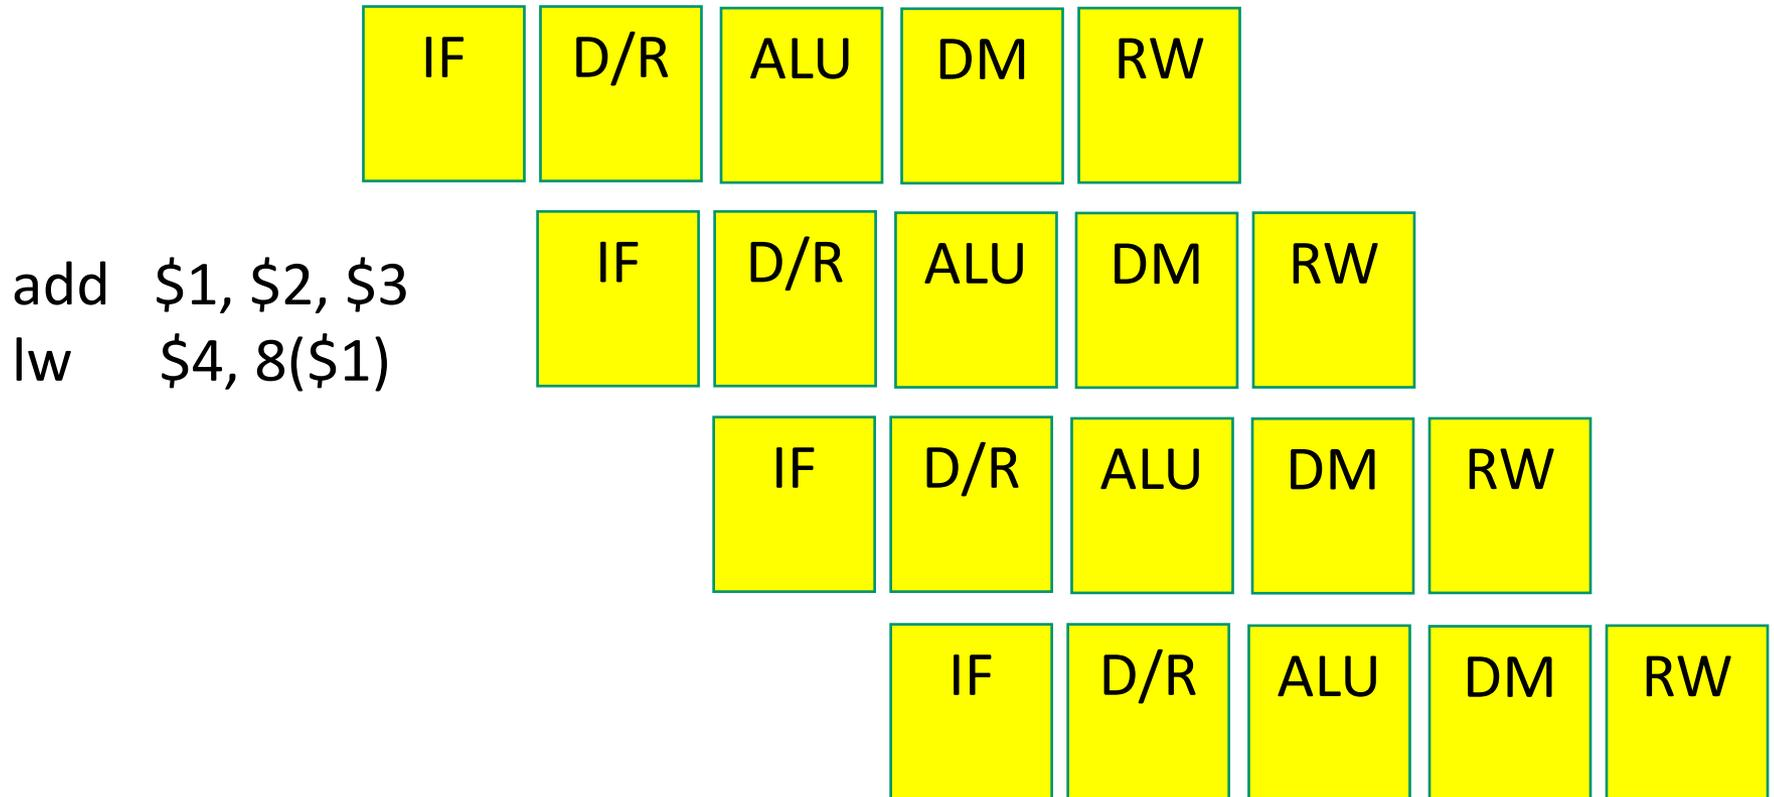 IF D/R ALU DM RW
IF D/R ALU DM RW
add $1, $2, $3
lw $4, 8($1)
IF D/R ALU DM RW
IF D/R ALU DM RW